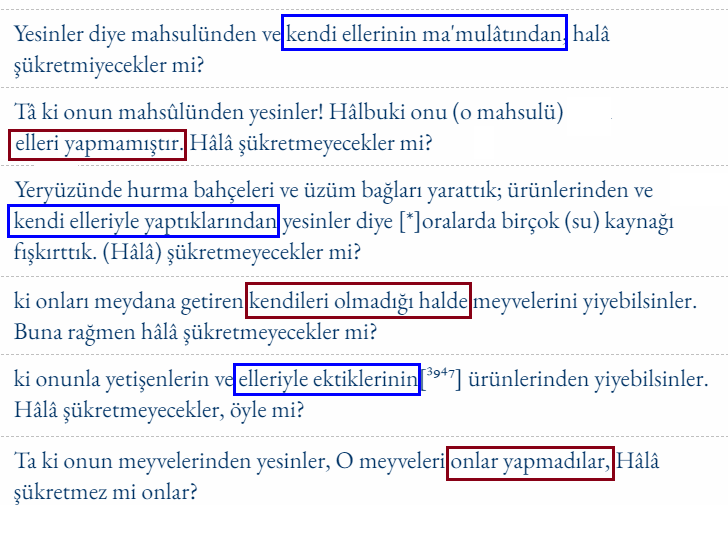 Yesinler diye mahsulünden ve kendi ellerinin ma'mulâtından, halâ
şükretmiyecekler mi?
Tâ ki onun mahsûlünden yesinler! Hâlbuki onu (o mahsulü)
elleri yapmamıştır. Hâlâ şükretmeyecekler mi?
Yeryüzünde hurma bahçeleri ve üzüm bağları yarattık; ürünlerinden ve
kendi elleriyle yaptıklarından yesinler diye [*]oralarda birçok (su) kaynağı
fışkırttık. (Hâlâ) şükretmeyecekler mi?
ki onları meydana getiren kendileri olmadığı halde meyvelerini yiyebilsinler.
Buna rağmen hâlâ şükretmeyecekler mi?
ki onunla yetişenlerin ve elleriyle ektiklerinin[³⁹⁴⁷] ürünlerinden yiyebilsinler.
Hâlâ şükretmeyecekler, öyle mi?
Ta ki onun meyvelerinden yesinler, O meyveleri onlar yapmadılar, Hâlâ
şükretmez mi onlar?